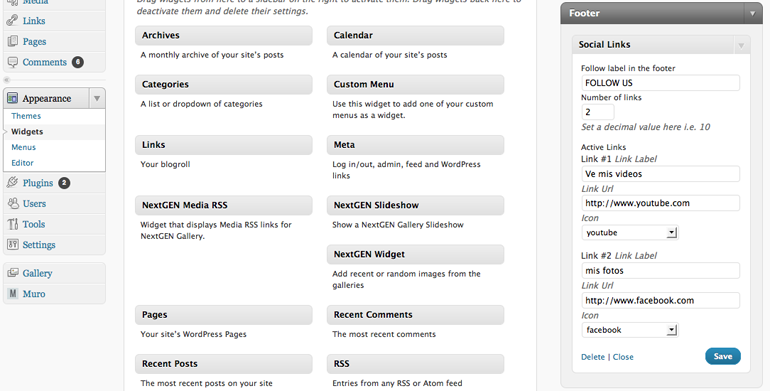 Media
Links
Pages
Comments 6
Appearance
Themes
Widgets
Menus
Editor
Plugins 2
Users
Tools
Settings
Gallery
M Muro
Drag widgets from here to a sidebar on the right to activate them. Drag widgets back here to
deactivate them and delete their settings.
Archives
A monthly archive of your site's posts
Calendar
A calendar of your site's posts
Categories
A list or dropdown of categories
Custom Menu
Use this widget to add one of your custom
menus as a widget.
Links
Your blogroll
Meta
Log in/out, admin, feed and WordPress
links
NextGEN Media RSS
Widget that displays Media RSS links for
NextGEN Gallery.
NextGEN Slideshow
Show a NextGEN Gallery Slideshow
NextGEN Widget
Add recent or random images from the
galleries
Pages
Your site's WordPress Pages
Recent Comments
The most recent comments
Recent Posts
The most recent posts on your site
RSS
Entries from any RSS or Atom feed
Footer
Social Links
Follow label in the footer
FOLLOW US
Number of links
2
Set a decimal value here i.e. 10
Active Links
Link #1 Link Label
Ve mis videos
Link Url
http://www.youtube.com
Icon
youtube
Link #2 Link Label
mis fotos
Link Url
http://www.facebook.com
Icon
facebook
Delete | Close
Save